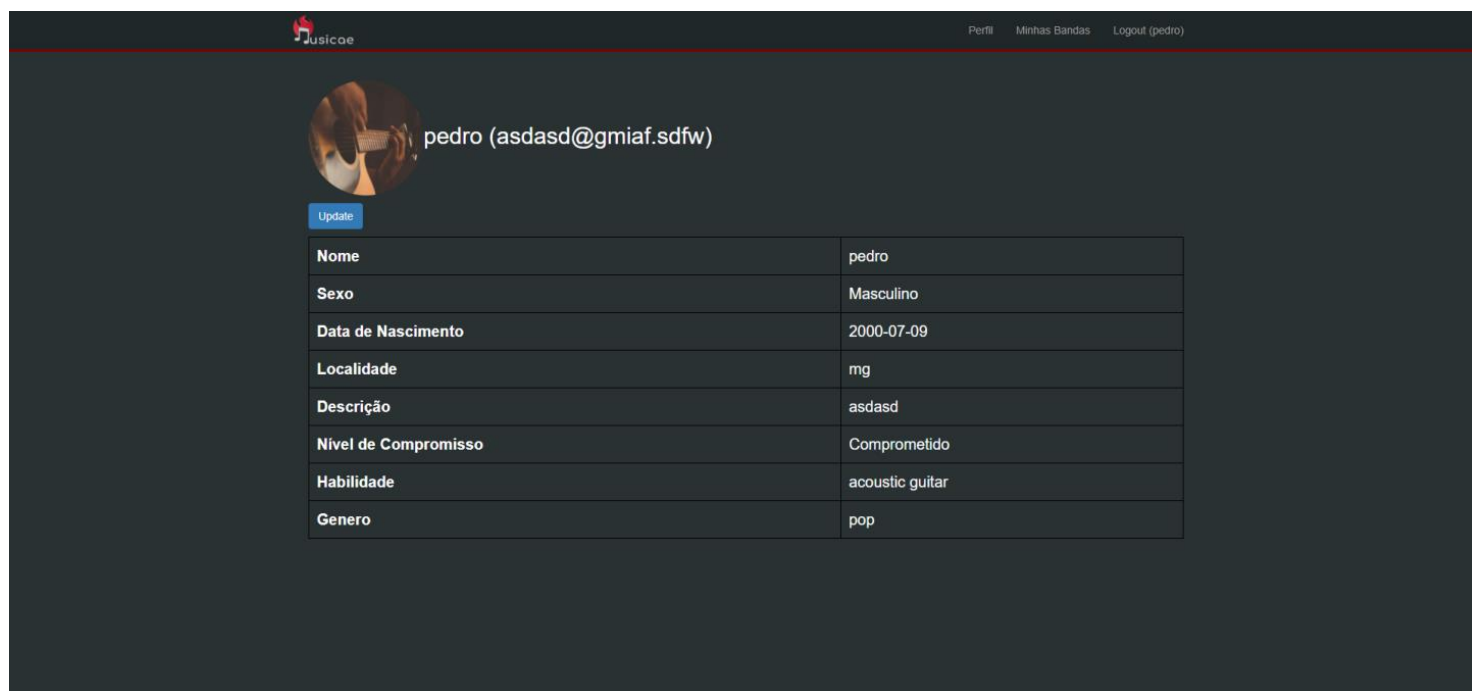 Musicae
Perfil Minhas Bandas Logout (pedro)
pedro (asdasd@gmiaf.sdfw)
Update
Nome pedro
Sexo Masculino
Data de Nascimento 2000-07-09
Localidade mg
Descrição asdasd
Nível de Compromisso Comprometido
Habilidade acoustic guitar
Genero pop